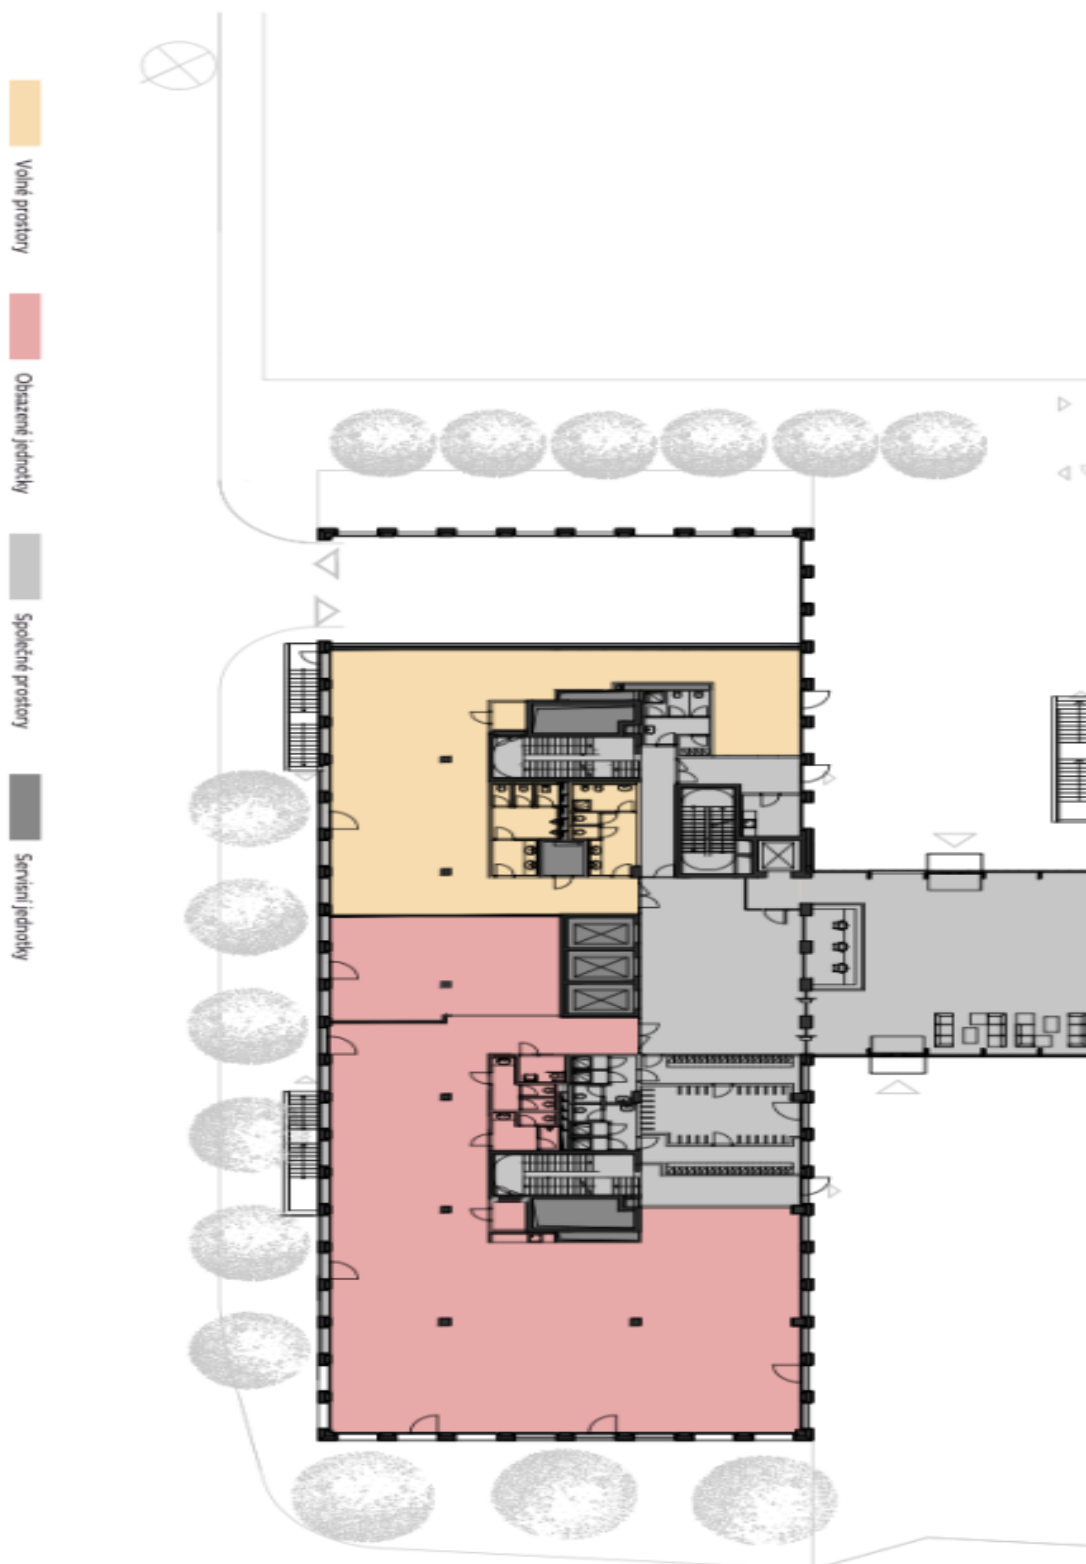 Volné prostory
Obsazené jednotky
Společné prostory
Servisní jednotky